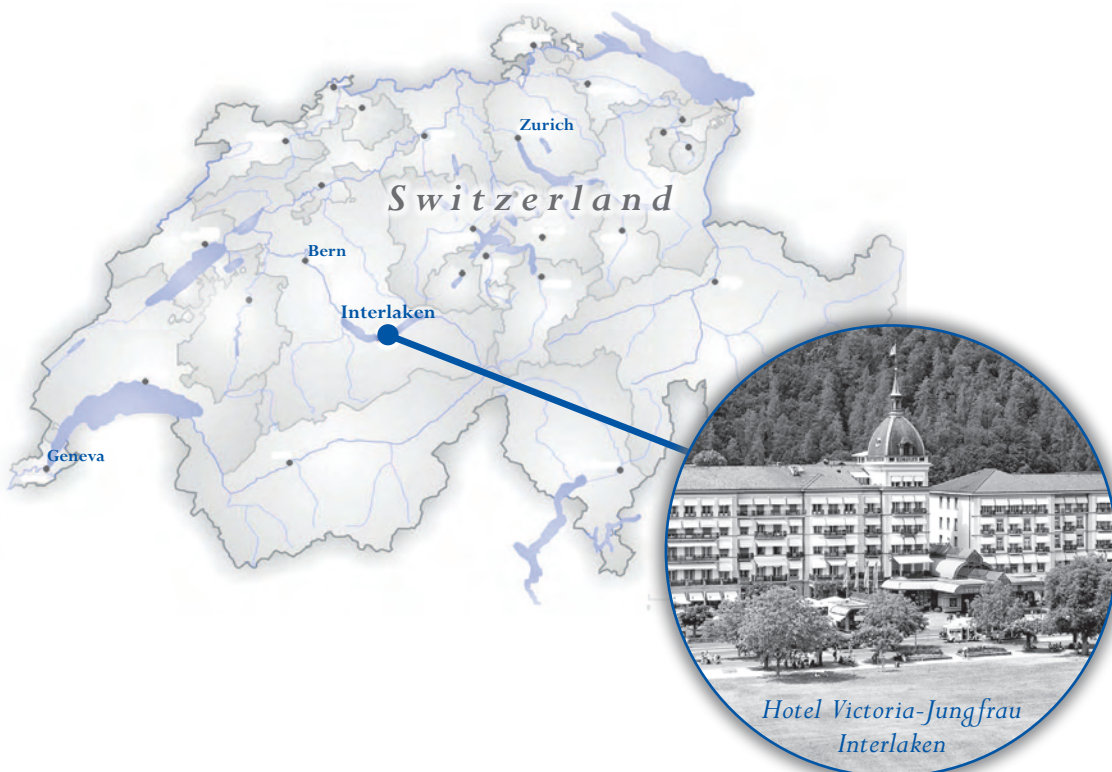 Zurich
Switzerland
Bern
Interlaken
Geneva
Hotel Victoria-Jungfrau
Interlaken